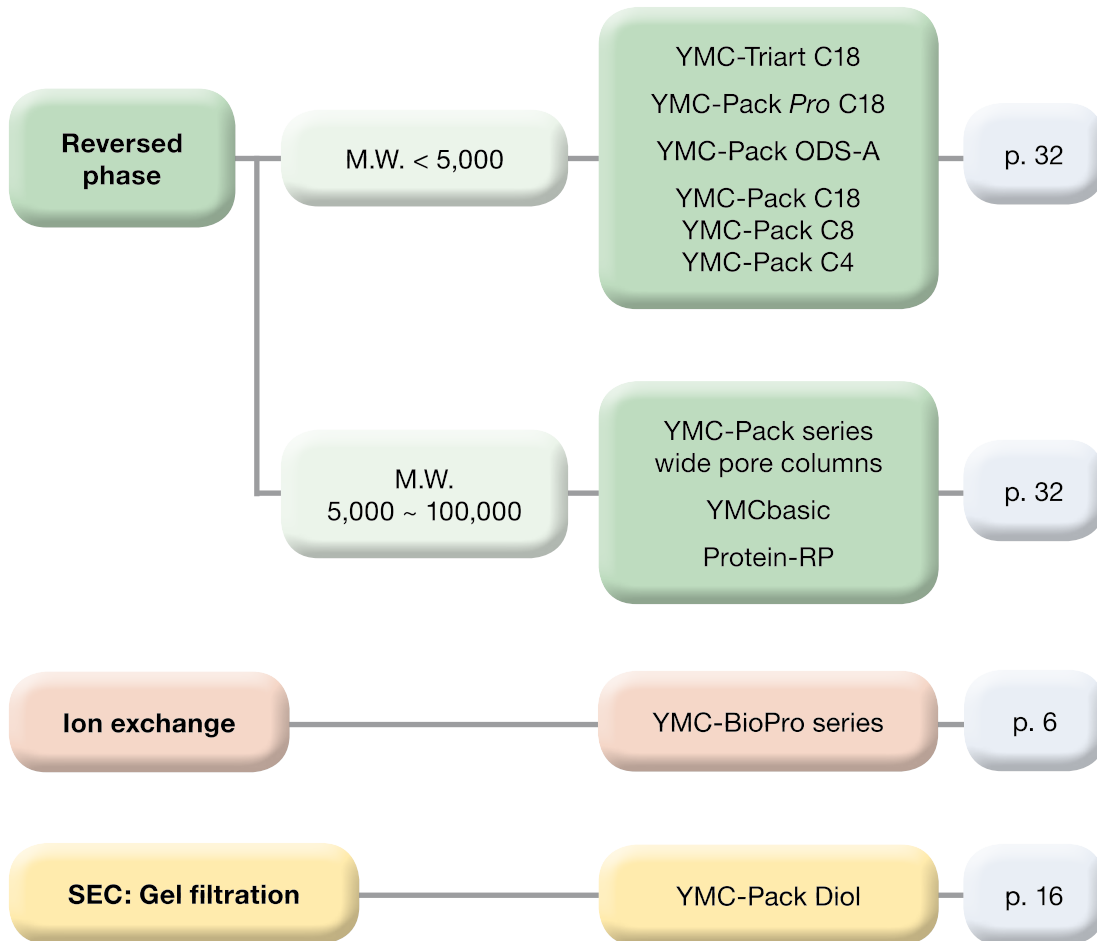 Reversed
phase
M.W. < 5,000
YMC-Triart C18
YMC-Pack Pro C18
YMC-Pack ODS-A
YMC-Pack C18
YMC-Pack C8
YMC-Pack C4
p. 32
M.W.
5,000 ~ 100,000
YMC-Pack series
wide pore columns
YMCbasic
Protein-RP
p. 32
Ion exchange
YMC-BioPro series
p. 6
SEC: Gel filtration
YMC-Pack Diol
p. 16